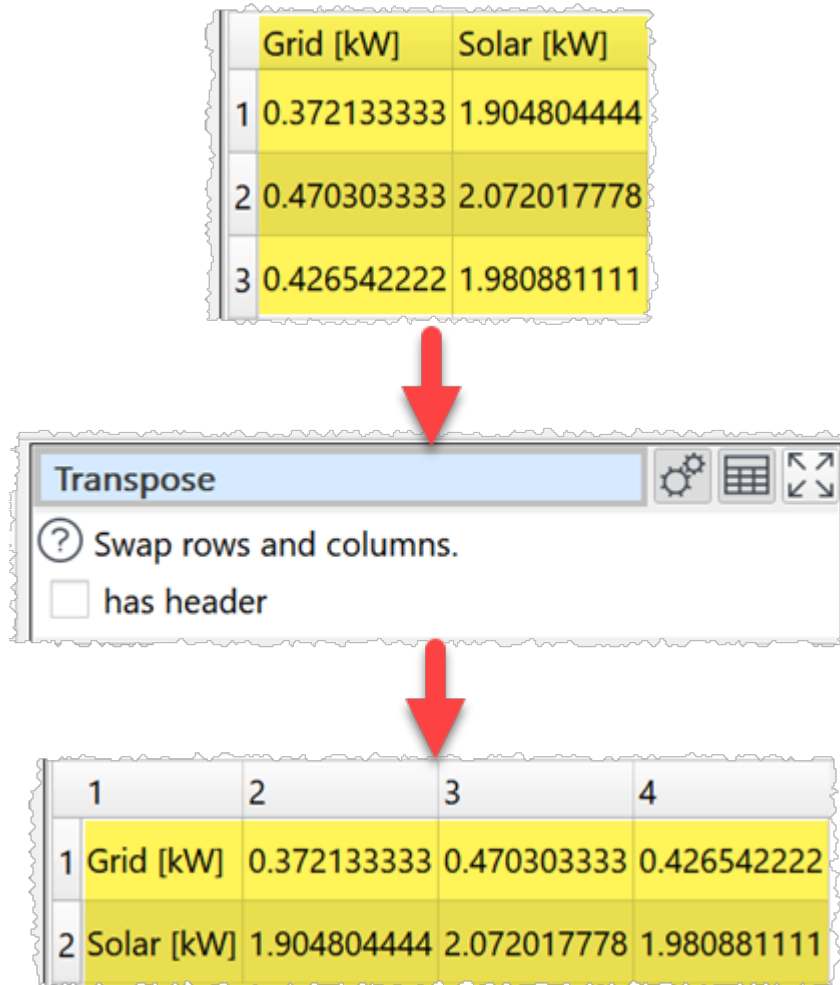 Grid [kW] Solar [kW]
1 0.372133333 1.904804444
2 0.470303333 2.072017778
3 0.426542222 1.980881111
Transpose
? Swap rows and columns.
has header
1 2 3 4
1 Grid [kW] 0.372133333 0.470303333 0.426542222
2 Solar [kW] 1.904804444 2.072017778 1.980881111